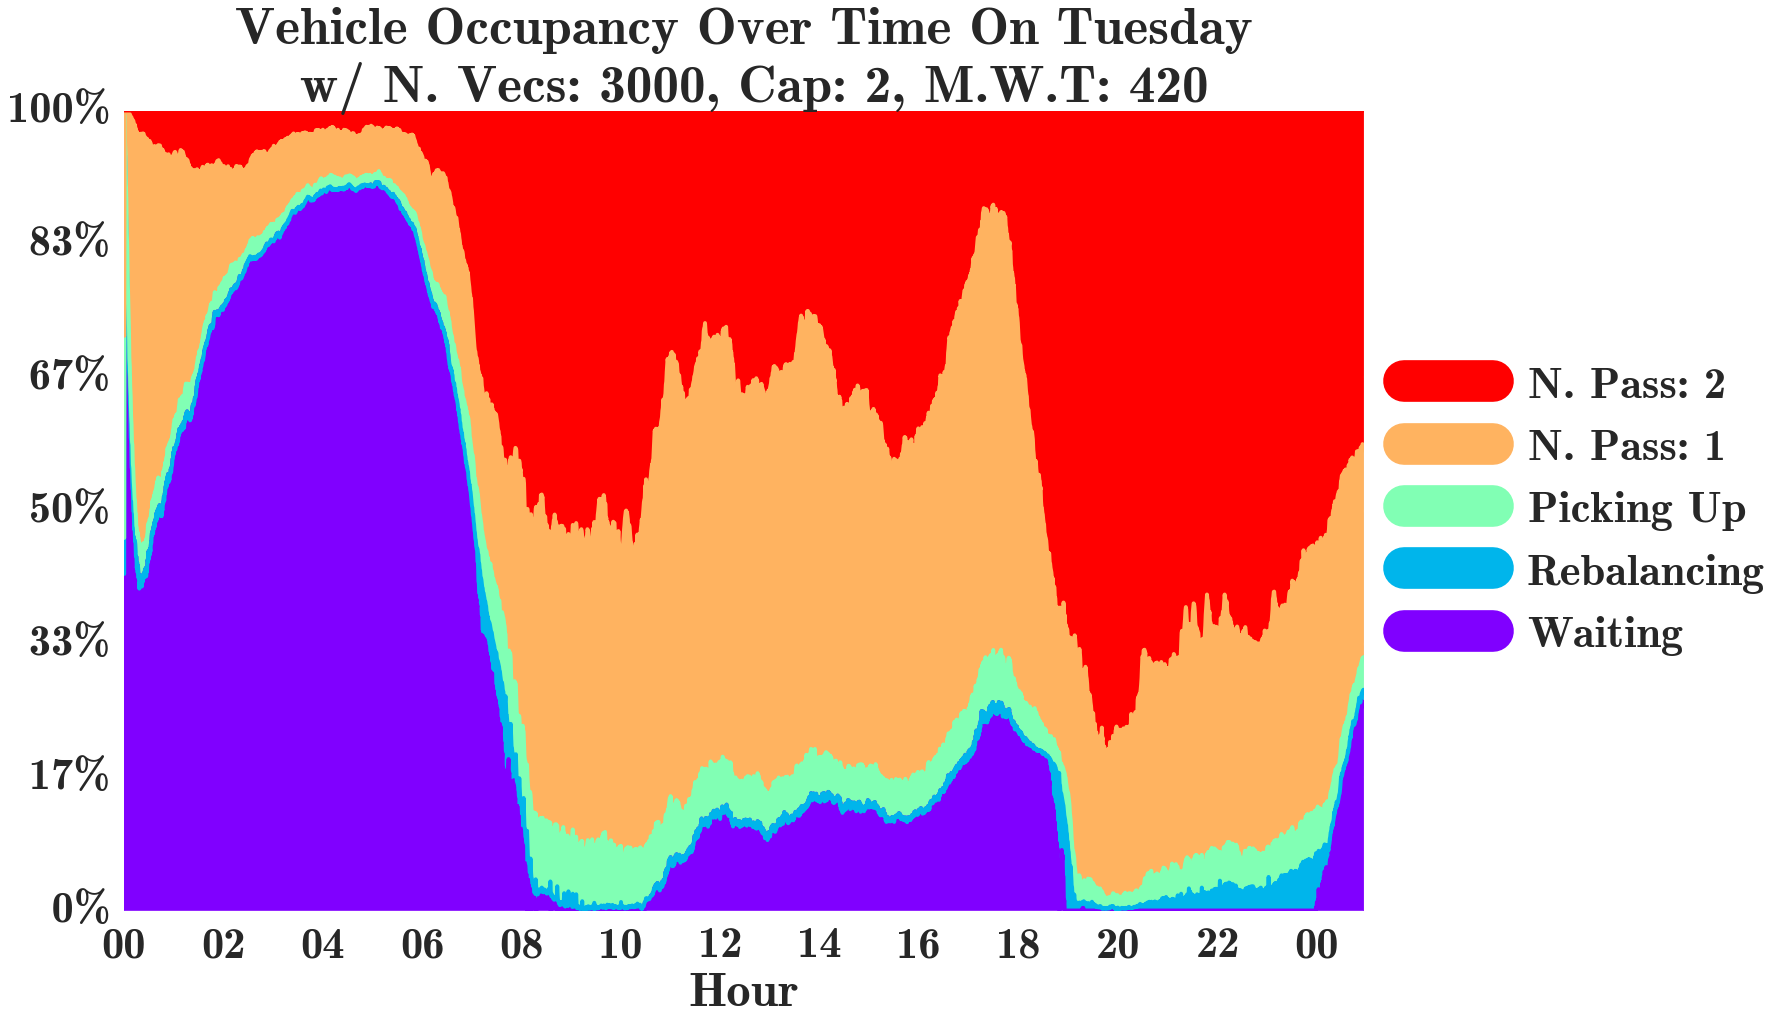 Vehicle Occupancy Over Time On Tuesday
w/ N. Vecs: 3000, Cap: 2, M.W.T: 420
100%
83%
67%
50%
33%
17%
0%
00 02 04 06 08 10 12 14 16 18 20 22 00
Hour
N. Pass: 2
N. Pass: 1
Picking Up
Rebalancing
Waiting